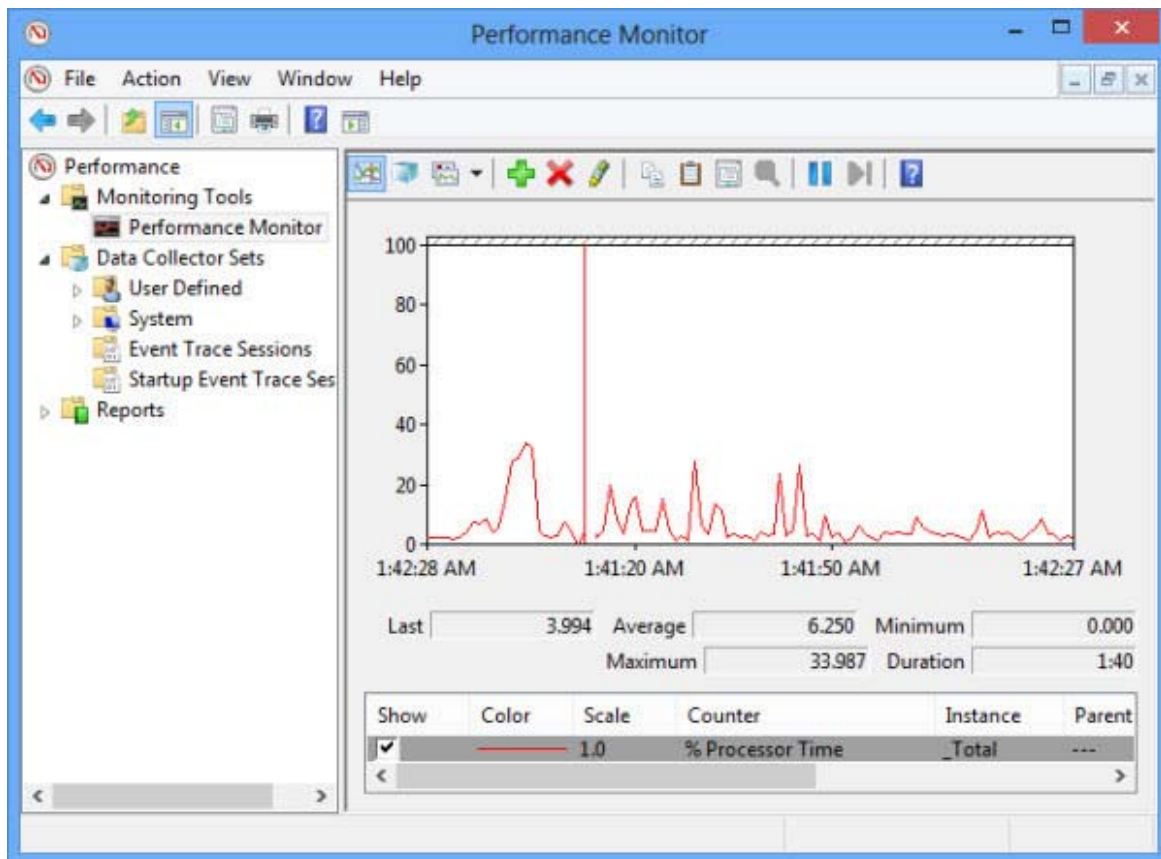 Performance Monitor
File Action View Window Help
Performance
Monitoring Tools
Performance Monitor
Data Collector Sets
User Defined
System
Event Trace Sessions
Startup Event Trace Ses
Reports
100
80
60
40
20
0
1:42:28 AM 1:41:20 AM 1:41:50 AM 1:42:27 AM
Last 3.994 Average 6.250 Minimum 0.000
Maximum 33.987 Duration 1:40
Show Color Scale Counter Instance Parent
1.0 % Processor Time _Total ---